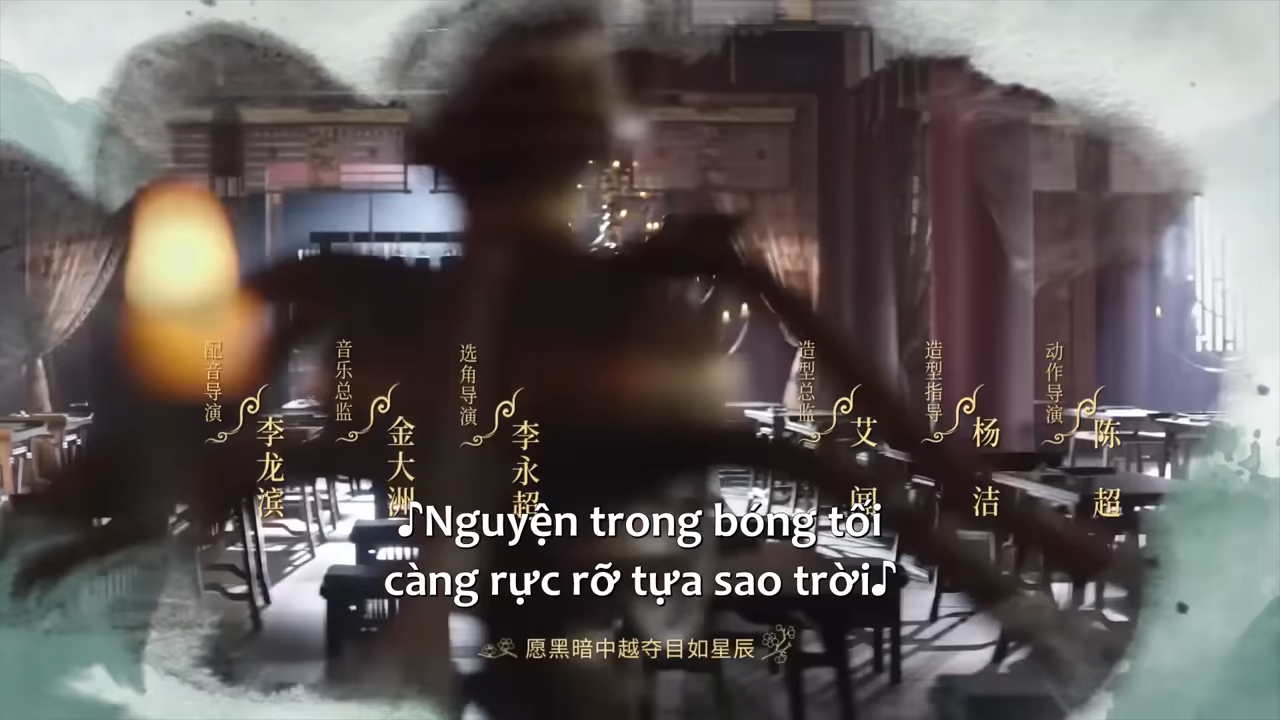 配音导演
李龙滨
音乐总监
金大洲
选角导演
李永超
造型总监
艾闻
造型指导
杨洁
动作导演
陈超
♪Nguyện trong bóng tối
càng rực rỡ tựa sao trời♪
愿黑暗中越夺目如星辰